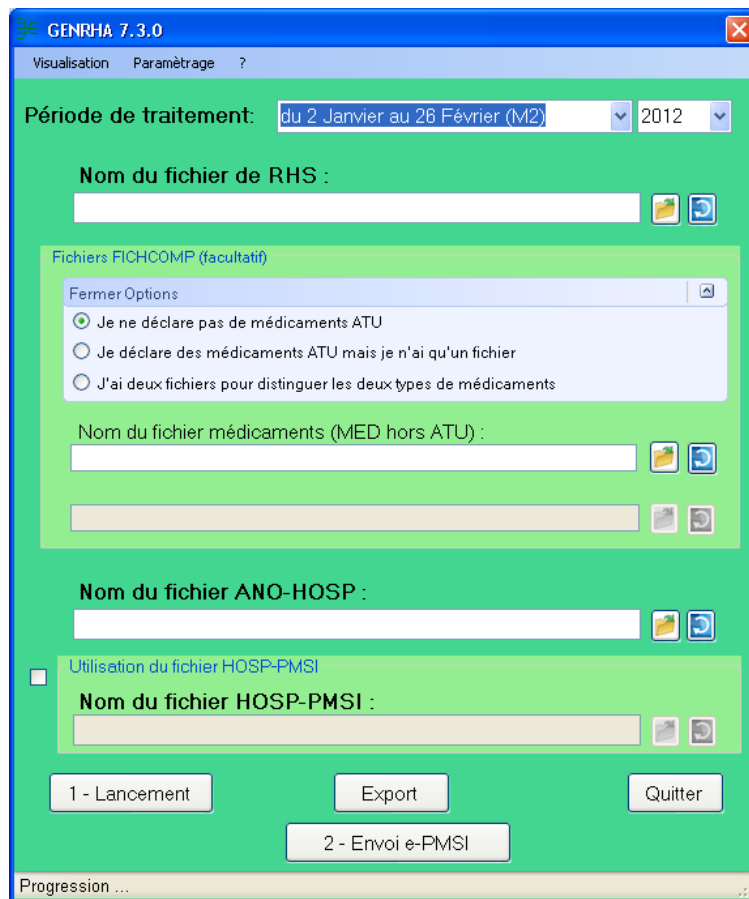 GENRHA 7.3.0
Visualisation Paramètrage ?
Période de traitement: du 2 Janvier au 26 Février (M2) 2012
Nom du fichier de RHS :
Fichiers FICHCOMP (facultatif)
Fermer Options
Je ne déclare pas de médicaments ATU
Je déclare des médicaments ATU mais je n'ai qu'un fichier
J'ai deux fichiers pour distinguer les deux types de médicaments
Nom du fichier médicaments (MED hors ATU) :
Nom du fichier ANO-HOSP :
Utilisation du fichier HOSP-PMSI
Nom du fichier HOSP-PMSI :
1 - Lancement Export Quitter
2 - Envoi e-PMSI
Progression ...